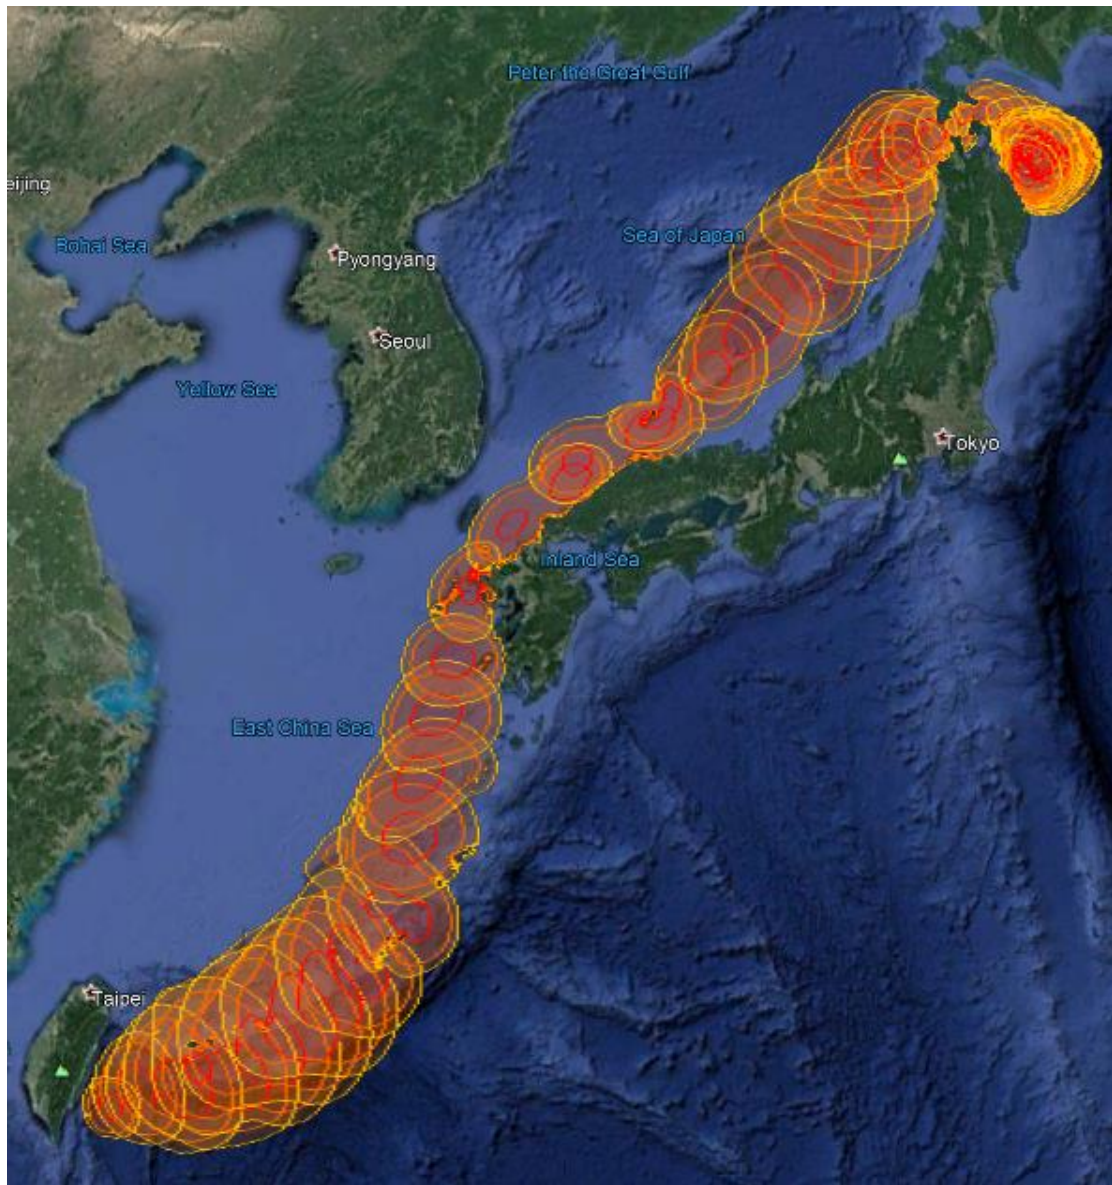 Peter the Great Gulf
eijing
Bohai Sea
Sea of Japan
Pyongyang
Seoul
Yellow Sea
Tokyo
Inland Sea
East China Sea
Taipei